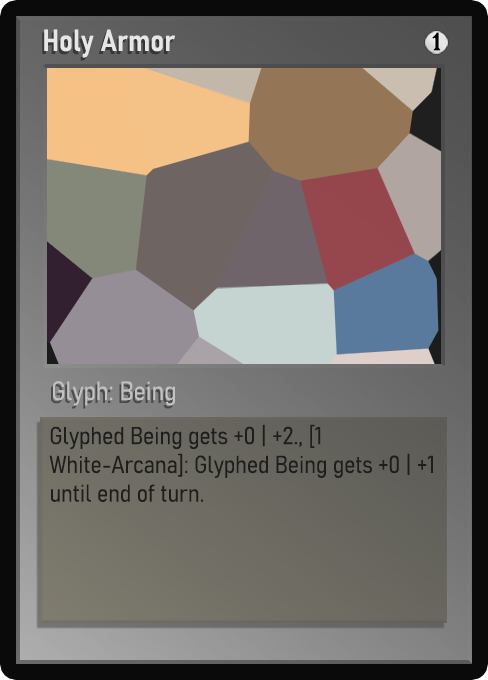 Holy Armor
1
Glyph: Being
Glyphed Being gets +0 | +2., [1
White-Arcana]: Glyphed Being gets +0 | +1
until end of turn.